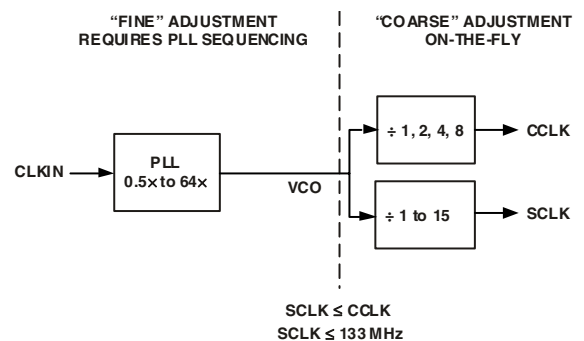 “FINE” ADJUSTMENT
REQUIRES PLL SEQUENCING
“COARSE” ADJUSTMENT
ON-THE-FLY
CLKIN
PLL
0.5× to 64×
VCO
÷ 1, 2, 4, 8
CCLK
÷ 1 to 15
SCLK
SCLK ≤ CCLK
SCLK ≤ 133 MHz